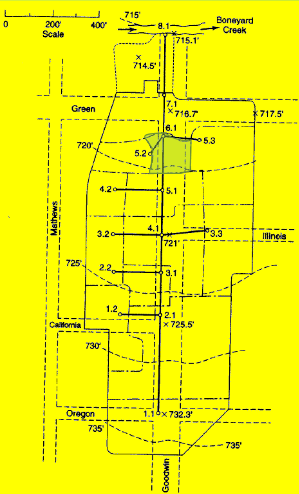 715'
0 200' 400'
Scale
8.1
Boneyard
Creek
715.1'
714.5'
7.1
Green
716.7'
717.5'
6.1
720'
5.2
5.3
4.2
5.1
Mathews
3.2
4.1
721'
3.3
Illinois
725'
2.2
3.1
1.2
2.1
California
725.5'
730'
Oregon
1.1
732.3'
735'
735'
Goodwin